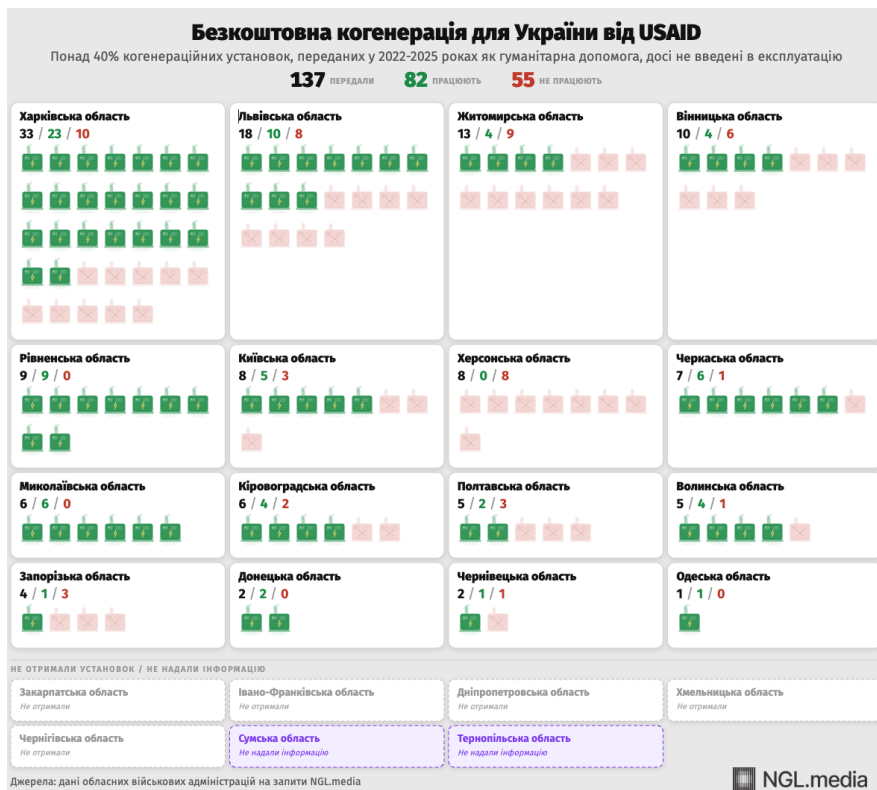 Безкоштовна когенерація для України від USAID
Понад 40% когенераційних установок, переданих у 2022-2025 роках як гуманітарна допомога, досі не введені в експлуатацію
137 ПЕРЕДАЛИ 82 ПРАЦЮЮТЬ 55 НЕ ПРАЦЮЮТЬ
Харківська область
33 / 23 / 10
Львівська область
18 / 10 / 8
Житомирська область
13 / 4 / 9
Вінницька область
10 / 4 / 6
Рівненська область
9 / 9 / 0
Київська область
8 / 5 / 3
Херсонська область
8 / 0 / 8
Черкаська область
7 / 6 / 1
Миколаївська область
6 / 6 / 0
Кіровоградська область
6 / 4 / 2
Полтавська область
5 / 2 / 3
Волинська область
5 / 4 / 1
Запорізька область
4 / 1 / 3
Донецька область
2 / 2 / 0
Чернівецька область
2 / 1 / 1
Одеська область
1 / 1 / 0
НЕ ОТРИМАЛИ УСТАНОВОК / НЕ НАДАЛИ ІНФОРМАЦІЮ
Закарпатська область
Не отримали
Івано-Франківська область
Не отримали
Дніпропетровська область
Не отримали
Хмельницька область
Не отримали
Чернігівська область
Не отримали
Сумська область
Не надали інформацію
Тернопільська область
Не надали інформацію
Джерела: дані обласних військових адміністрацій на запити NGL.media
NGL.media